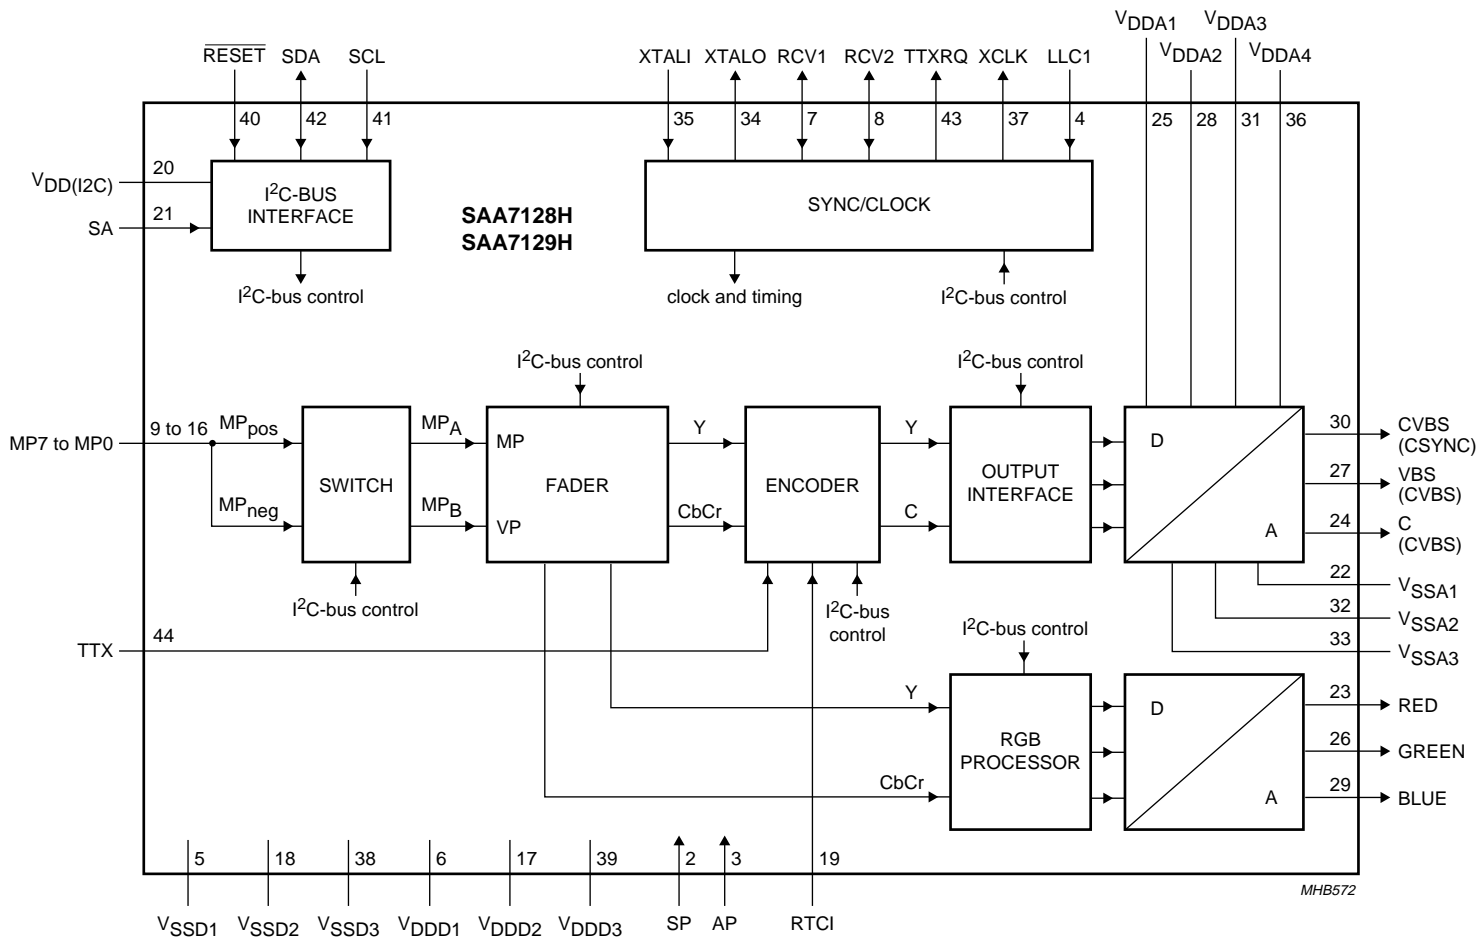 VDDA1 VDDA3
VDDA2 VDDA4
RESET SDA SCL XTALI XTALO RCV1 RCV2 TTXRQ XCLK LLC1
40 42 41 35 34 7 8 43 37 4 25 28 31 36
20
VDD(I2C)
I2C-BUS
INTERFACE
21
SA
SAA7128H
SAA7129H
SYNC/CLOCK
I2C-bus control
clock and timing
I2C-bus control
I2C-bus control
I2C-bus control
MP7 to MP0
9 to 16
MPpos
MPneg
SWITCH
MPA
MPB
MP
FADER
VP
Y
CbCr
ENCODER
Y
C
OUTPUT
INTERFACE
D
A
30
CVBS
(CSYNC)
27
VBS
(CVBS)
24
C
(CVBS)
22
VSSA1
32
VSSA2
33
VSSA3
I2C-bus control
I2C-bus
control
44
TTX
I2C-bus control
Y
CbCr
RGB
PROCESSOR
D
A
23
RED
26
GREEN
29
BLUE
5 18 38 6 17 39 2 3 19
VSSD1 VSSD2 VSSD3 VDDD1 VDDD2 VDDD3 SP AP RTCI
MHB572